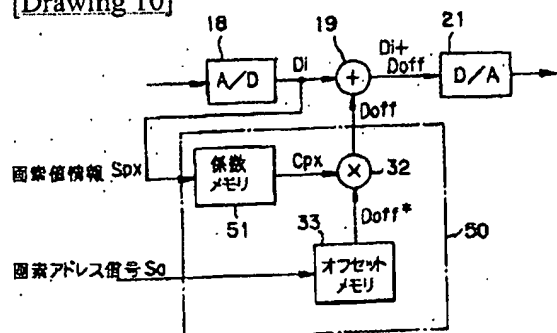 [Drawing 10]
18
19
21
A/D
Di
+
Di+
Doff
D/A
Doff
画素値情報 Spx
係数
メモリ
51
Cpx
×
32
Doff*
33
50
画素アドレス信号 Sa
オフセット
メモリ